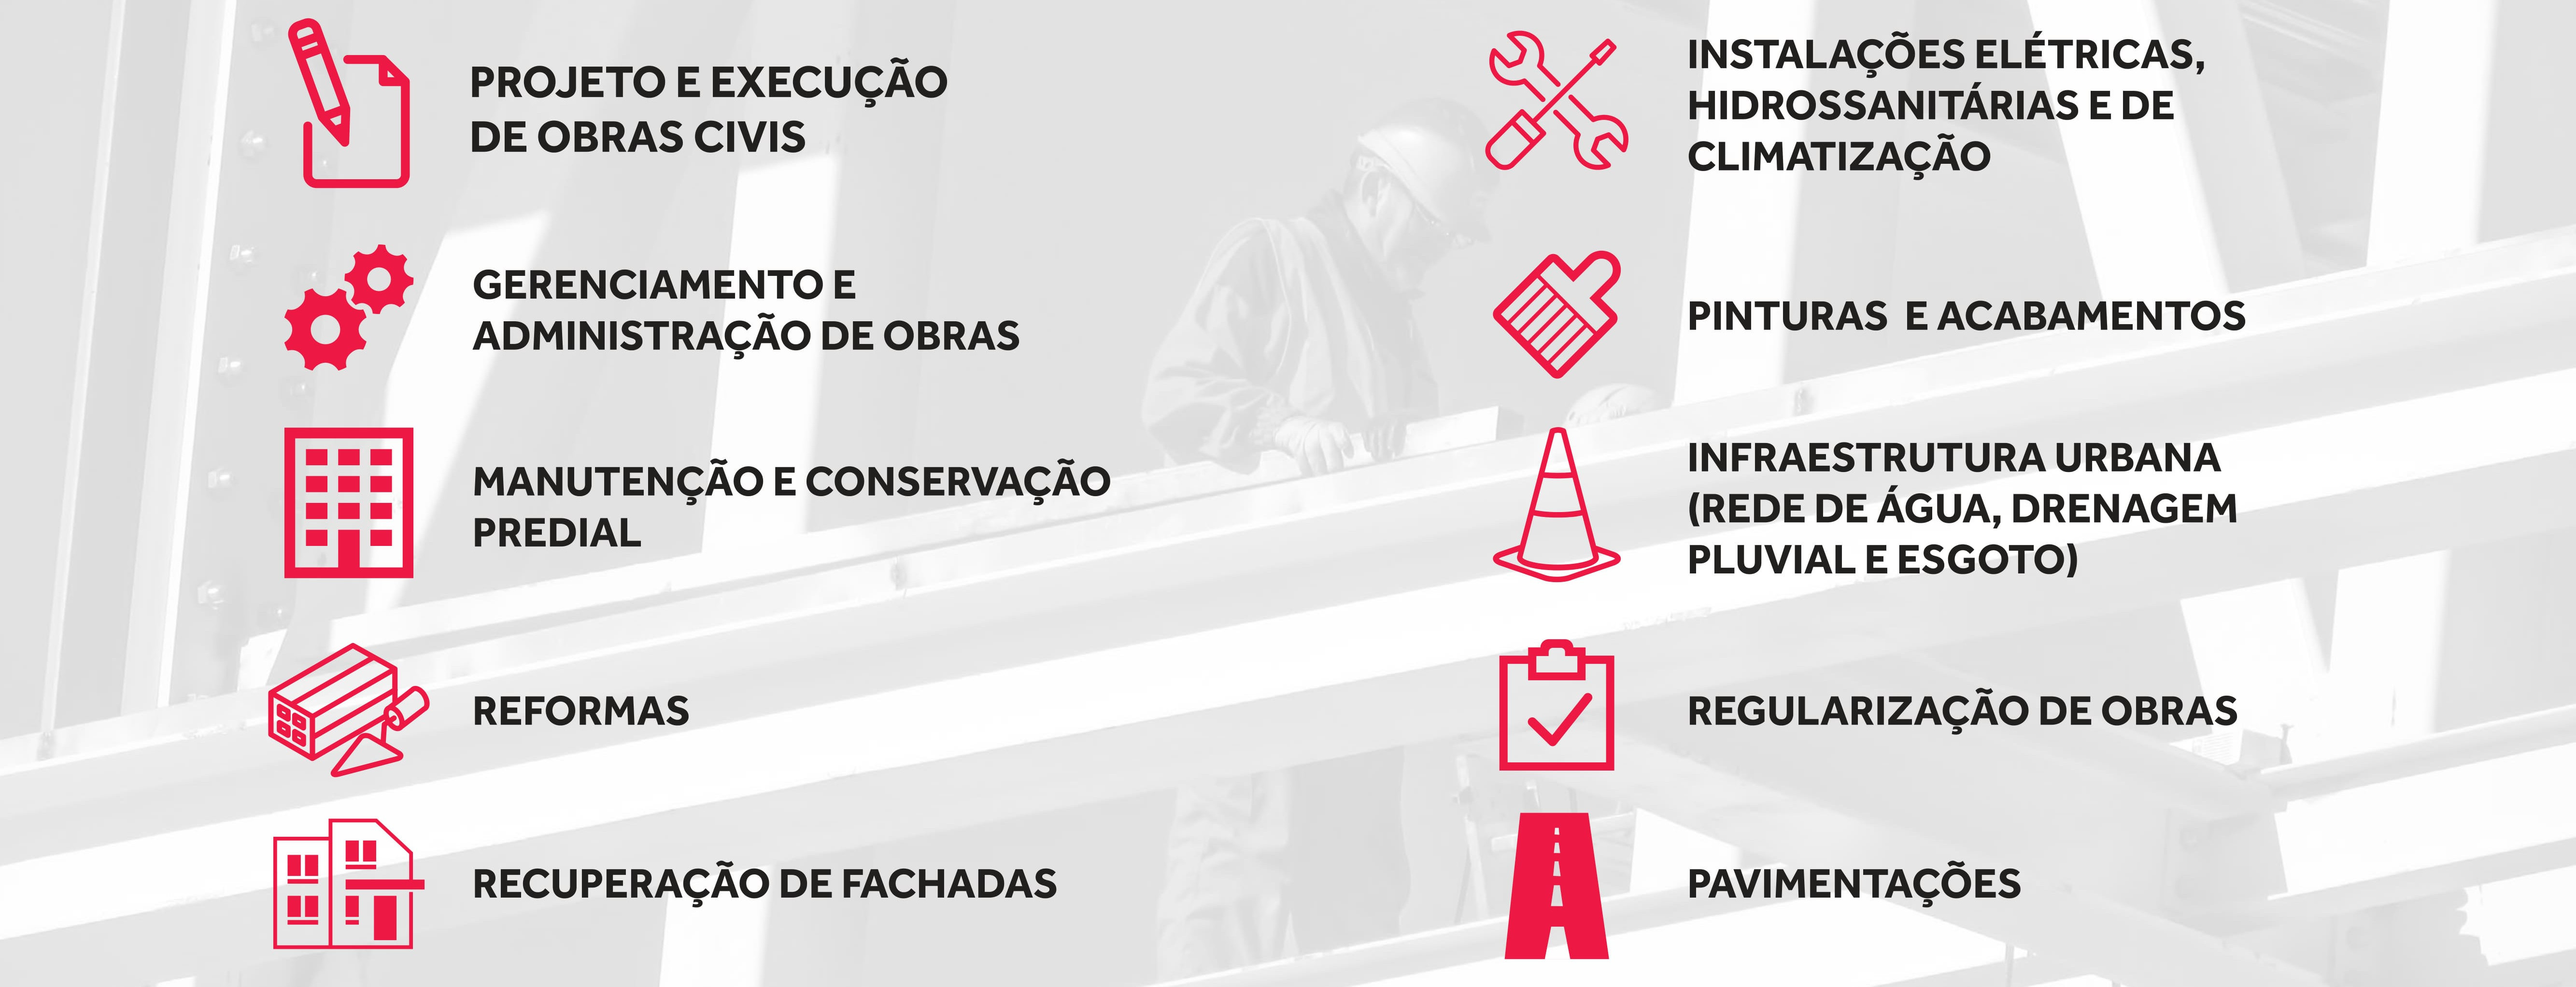 PROJETO E EXECUÇÃO
DE OBRAS CIVIS
GERENCIAMENTO E
ADMINISTRAÇÃO DE OBRAS
MANUTENÇÃO E CONSERVAÇÃO
PREDIAL
REFORMAS
RECUPERAÇÃO DE FACHADAS
INSTALAÇÕES ELÉTRICAS,
HIDROSSANITÁRIAS E DE
CLIMATIZAÇÃO
PINTURAS  E ACABAMENTOS
INFRAESTRUTURA URBANA
(REDE DE ÁGUA, DRENAGEM
PLUVIAL E ESGOTO)
REGULARIZAÇÃO DE OBRAS
PAVIMENTAÇÕES